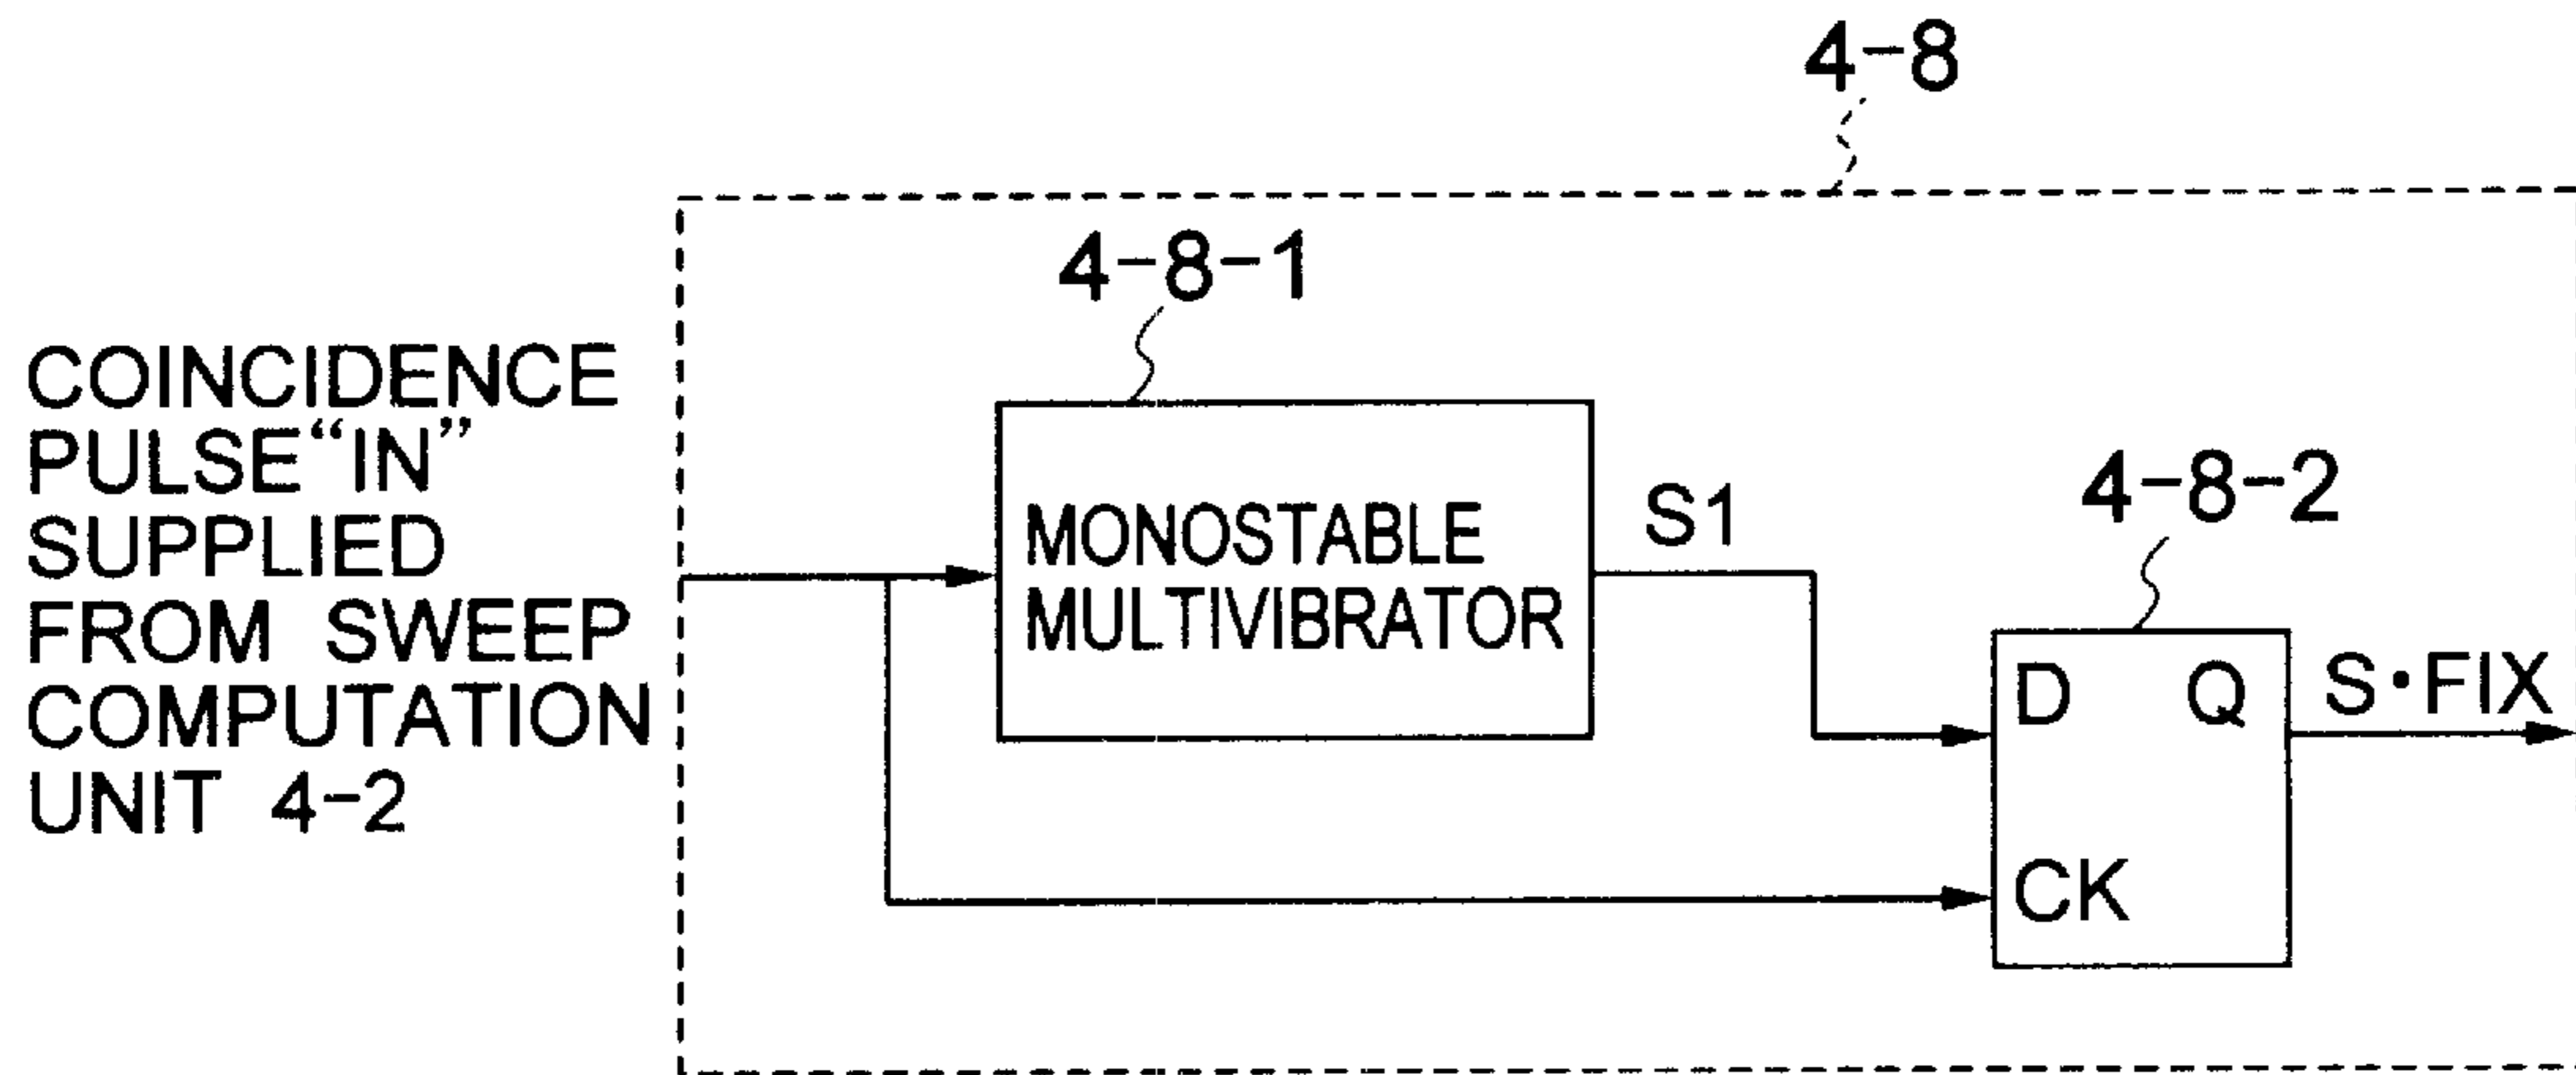 4-8
4-8-1
COINCIDENCE
PULSE“IN”
SUPPLIED
FROM SWEEP
COMPUTATION
UNIT 4-2
MONOSTABLE
MULTIVIBRATOR
S1
4-8-2
D Q
CK
S·FIX